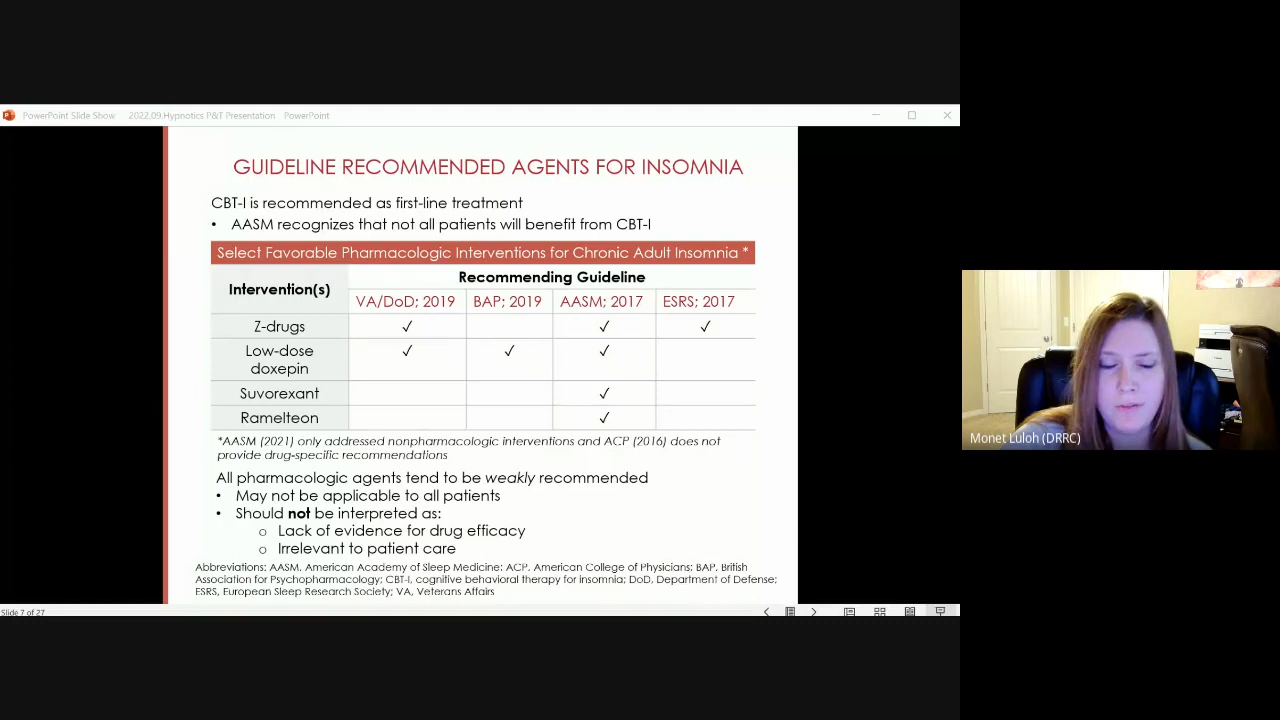 PowerPoint Slide Show 2022.09.Hypnotics P&T Presentation PowerPoint
GUIDELINE RECOMMENDED AGENTS FOR INSOMNIA
CBT-I is recommended as first-line treatment
• AASM recognizes that not all patients will benefit from CBT-I
Select Favorable Pharmacologic Interventions for Chronic Adult Insomnia *
Intervention(s)
Recommending Guideline
VA/DoD; 2019 BAP; 2019 AASM; 2017 ESRS; 2017
Z-drugs ✓ ✓ ✓
Low-dose
doxepin ✓ ✓ ✓
Suvorexant ✓
Ramelteon ✓
*AASM (2021) only addressed nonpharmacologic interventions and ACP (2016) does not
provide drug-specific recommendations
All pharmacologic agents tend to be weakly recommended
• May not be applicable to all patients
• Should not be interpreted as:
o Lack of evidence for drug efficacy
o Irrelevant to patient care
Abbreviations: AASM, American Academy of Sleep Medicine; ACP, American College of Physicians; BAP, British
Association for Psychopharmacology; CBT-I, cognitive behavioral therapy for insomnia; DoD, Department of Defense;
ESRS, European Sleep Research Society; VA, Veterans Affairs
Slide 7 of 27
Monet Luloh (DRRC)